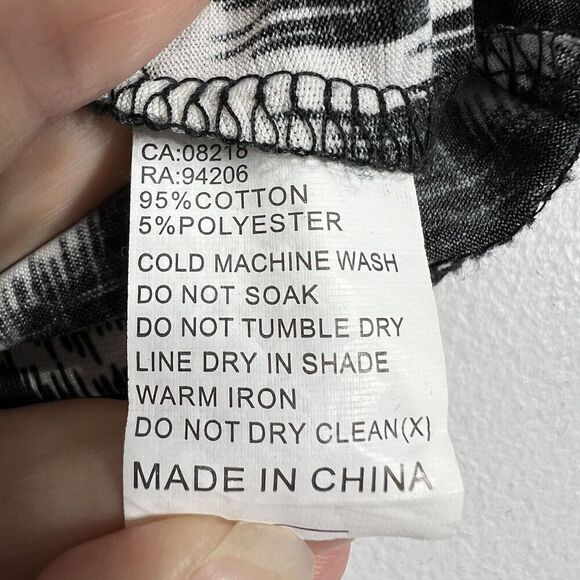 CA:08218
RA:94206
95%COTTON
5%POLYESTER
COLD MACHINE WASH
DO NOT SOAK
DO NOT TUMBLE DRY
LINE DRY IN SHADE
WARM IRON
DO NOT DRY CLEAN(X)
MADE IN CHINA